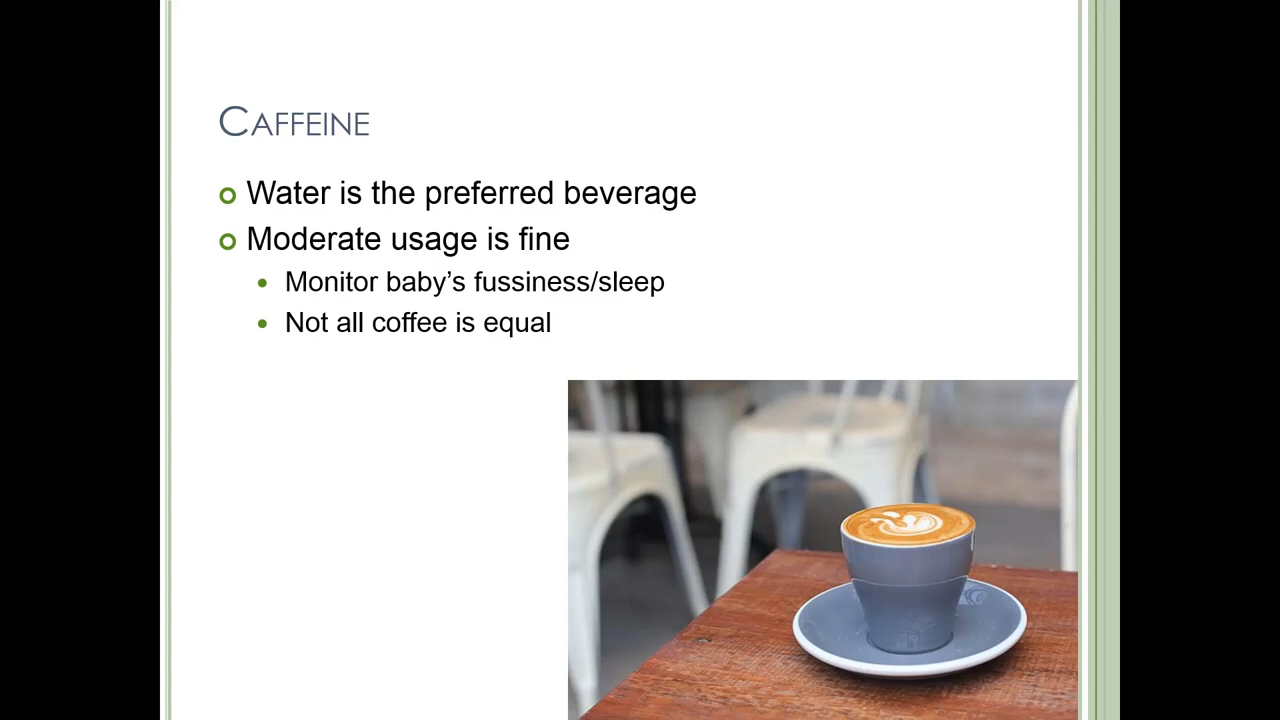 CAFFEINE
Water is the preferred beverage
Moderate usage is fine
Monitor baby’s fussiness/sleep
Not all coffee is equal